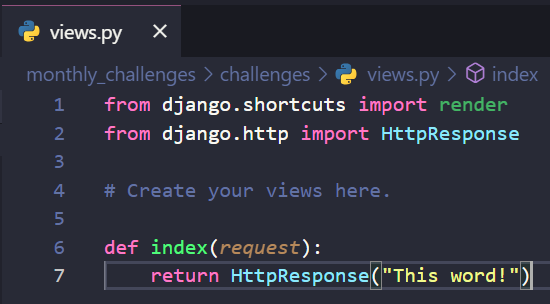 views.py ×
monthly_challenges > challenges > views.py > index
1 from django.shortcuts import render
2 from django.http import HttpResponse
3
4 # Create your views here.
5
6 def index(request):
7     return HttpResponse("This word!")